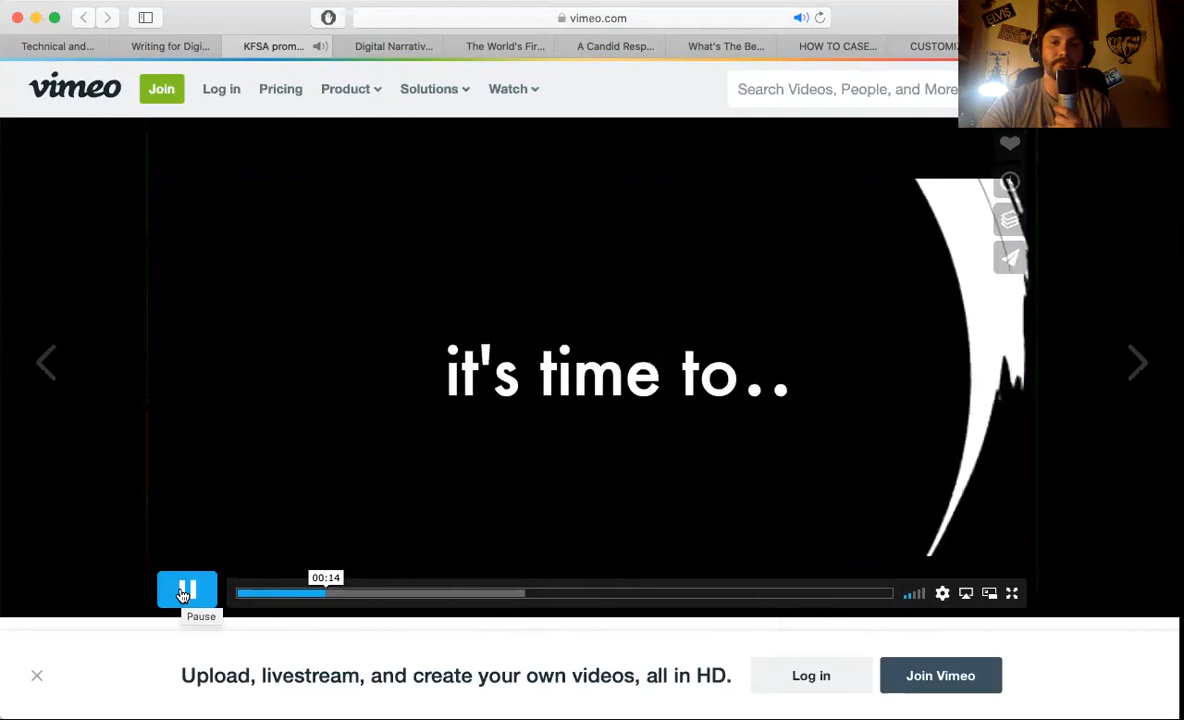 vimeo.com
Technical and... Writing for Digi... KFSA prom... Digital Narrativ... The World's Fir... A Candid Resp... What's The Be... HOW TO CASE... CUSTOMI
ELVIS
vimeo Join Log in Pricing Product Solutions Watch Search Videos, People, and More
it's time to..
00:14
Pause
Upload, livestream, and create your own videos, all in HD. Log in Join Vimeo